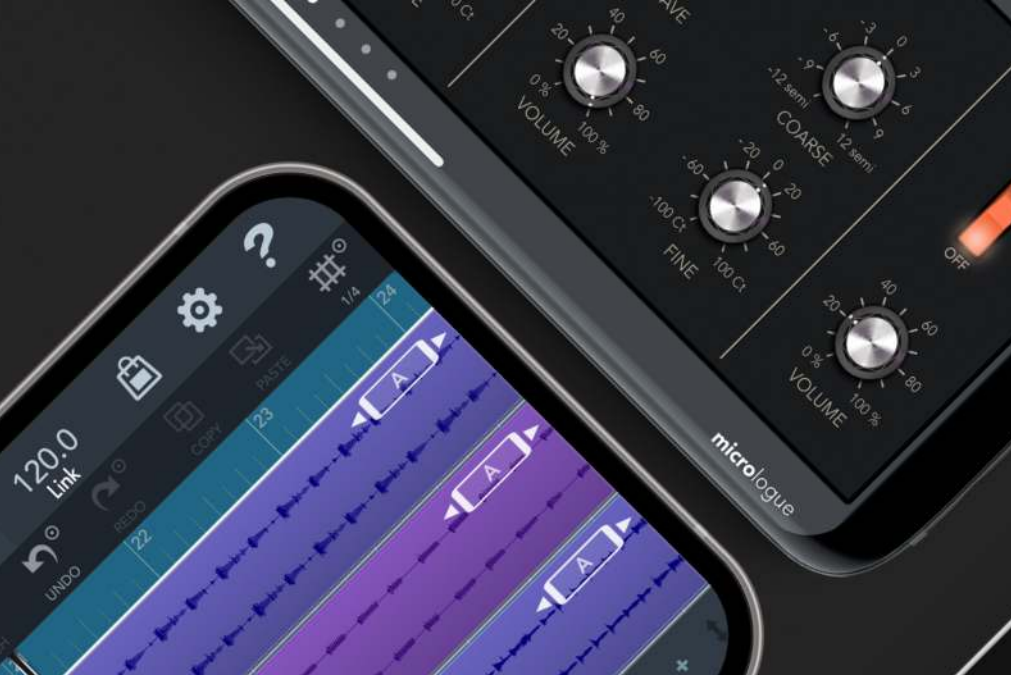 20
40
60
80
0 %
100 %
VOLUME
-3
0
3
-6
6
-9
9
-12 semi
12 semi
COARSE
-20
0
20
-60
60
-100 Ct
100 Ct
FINE
OFF
20
40
60
80
0 %
100 %
VOLUME
micrologue
?
1/4
24
PASTE
23
COPY
120.0
Link
REDO
22
UNDO
A
A
A